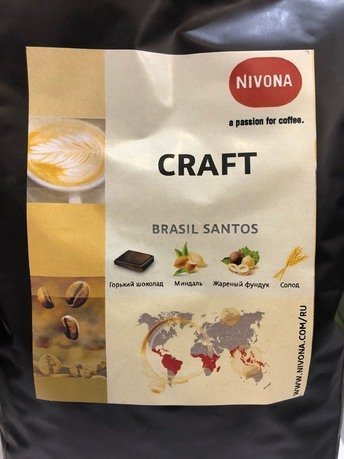 NIVONA
a passion for coffee.
CRAFT
BRASIL SANTOS
Горький шоколад Миндаль Жареный фундук Солод
WWW.NIVONA.COM/RU